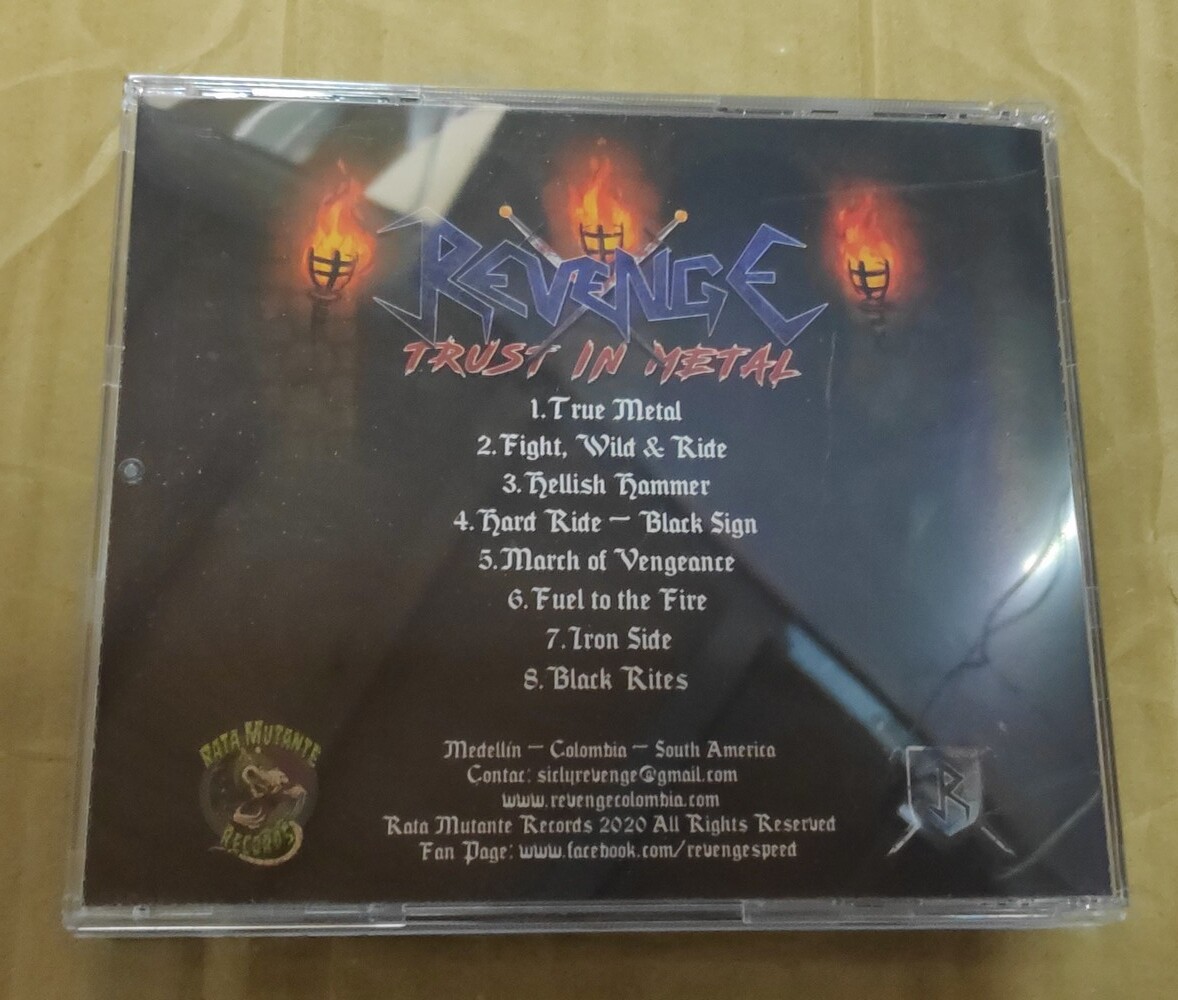 REVENGE
TRUST IN METAL
1. True Metal
2. Fight, Wild & Ride
3. Hellish Hammer
4. Hard Ride – Black Sign
5. March of Vengeance
6. Fuel to the Fire
7. Iron Side
8. Black Rites
RATA MUTANTE
RECORDS
Medellín – Colombia – South America
Contac: siclyrevenge@gmail.com
www.revengecolombia.com
Rata Mutante Records 2020 All Rights Reserved
Fan Page: www.facebook.com/revengespeed
R